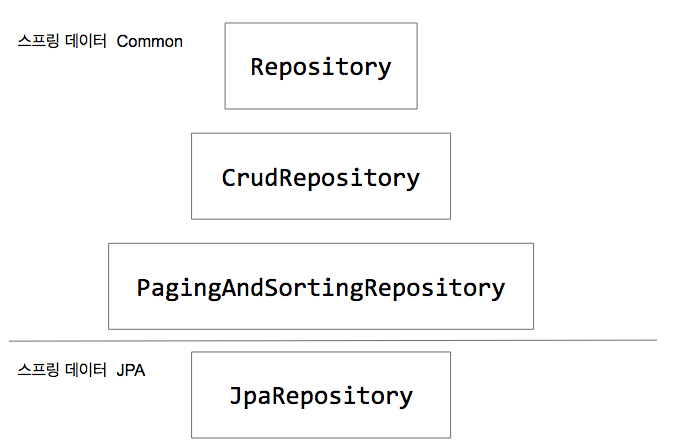 스프링 데이터 Common
Repository
CrudRepository
PagingAndSortingRepository
스프링 데이터 JPA
JpaRepository